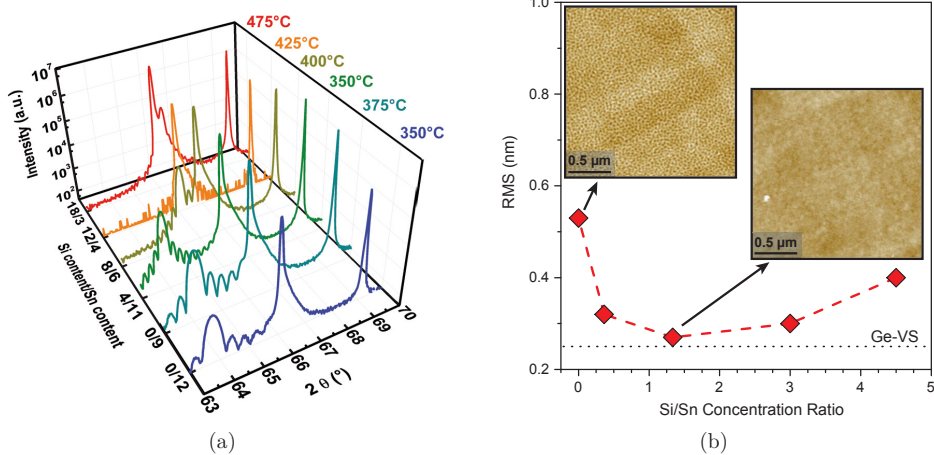 475°C
425°C
400°C
350°C
375°C
350°C
Inensity (a.u.)
10⁷
10⁶
10⁵
10⁴
10³
10²
18/3
12/4
8/6
4/11
0/9
0/12
Si content/Sn content
63
64
65
66
67
68
69
70
2 θ (°)
(a)
1.0
0.8
0.6
0.4
0.2
RMS (nm)
0.5 µm
0.5 µm
Ge-VS
0
1
2
3
4
5
Si/Sn Concentration Ratio
(b)